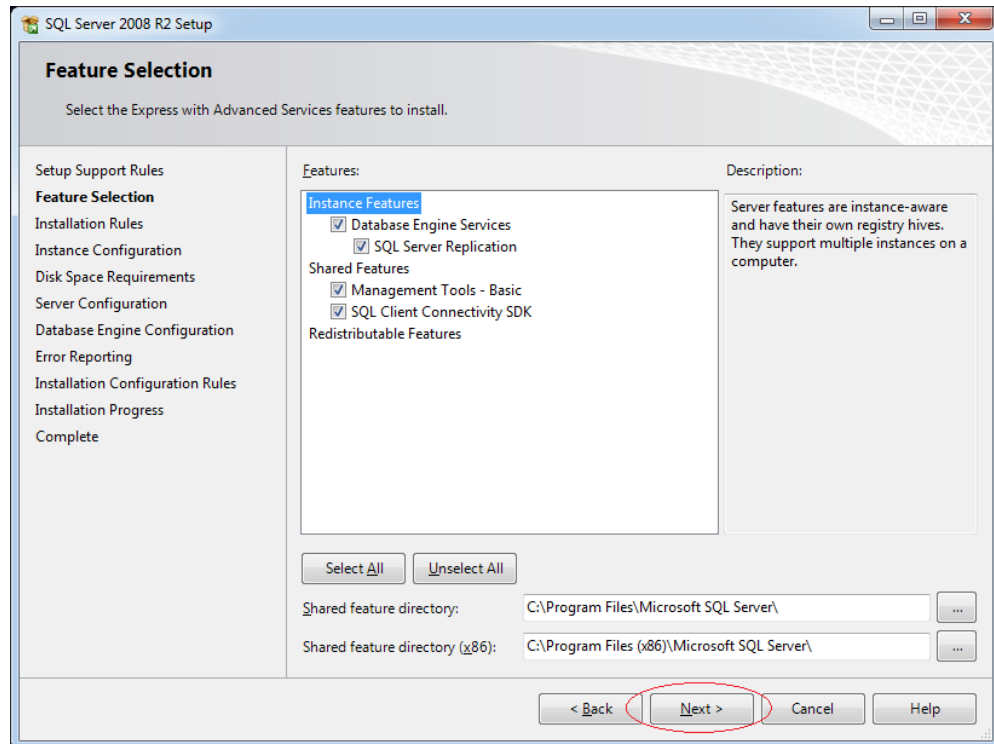 SQL Server 2008 R2 Setup
Feature Selection
Select the Express with Advanced Services features to install.
Setup Support Rules
Feature Selection
Installation Rules
Instance Configuration
Disk Space Requirements
Server Configuration
Database Engine Configuration
Error Reporting
Installation Configuration Rules
Installation Progress
Complete
Features:
Instance Features
Database Engine Services
SQL Server Replication
Shared Features
Management Tools - Basic
SQL Client Connectivity SDK
Redistributable Features
Description:
Server features are instance-aware
and have their own registry hives.
They support multiple instances on a
computer.
Select All
Unselect All
Shared feature directory:
C:\Program Files\Microsoft SQL Server\
...
Shared feature directory (x86):
C:\Program Files (x86)\Microsoft SQL Server\
...
< Back
Next >
Cancel
Help